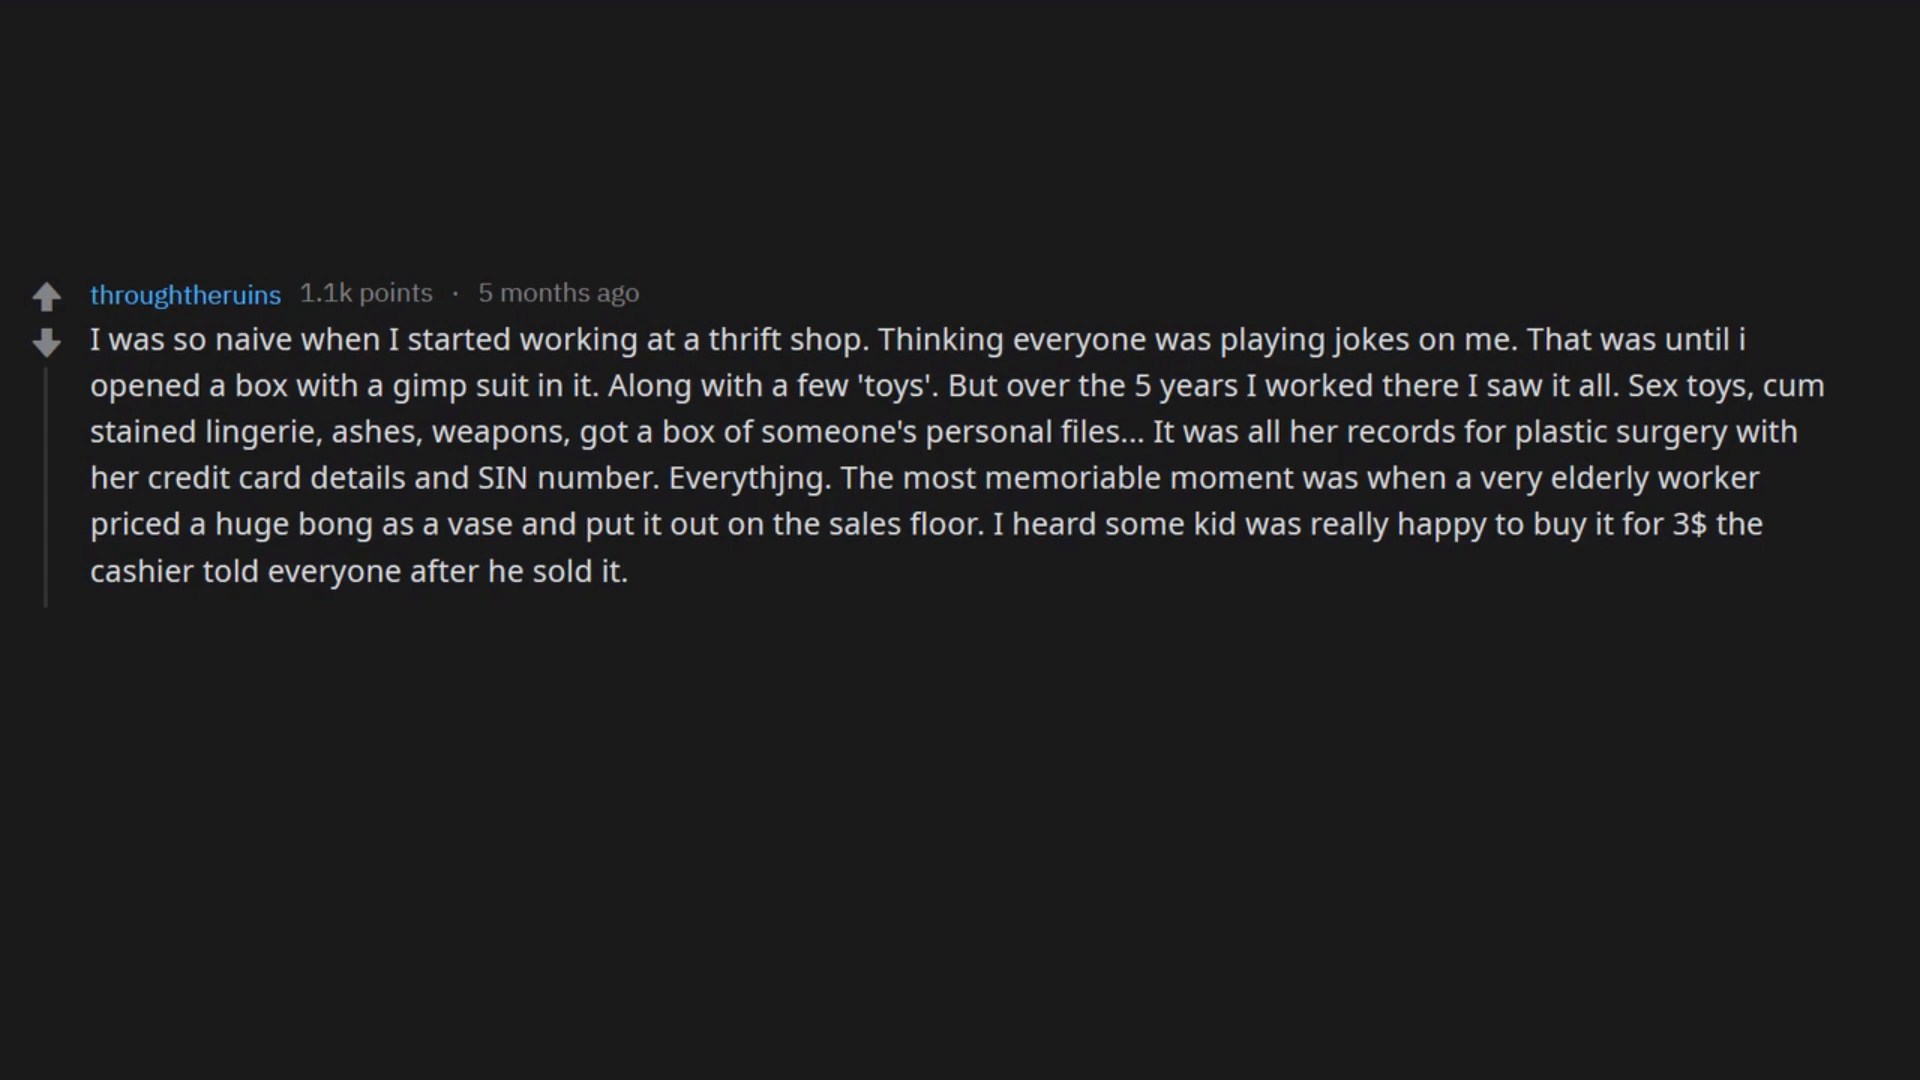 throughtheruins 1.1k points · 5 months ago
I was so naive when I started working at a thrift shop. Thinking everyone was playing jokes on me. That was until i
opened a box with a gimp suit in it. Along with a few 'toys'. But over the 5 years I worked there I saw it all. Sex toys, cum
stained lingerie, ashes, weapons, got a box of someone's personal files... It was all her records for plastic surgery with
her credit card details and SIN number. Everythjng. The most memoriable moment was when a very elderly worker
priced a huge bong as a vase and put it out on the sales floor. I heard some kid was really happy to buy it for 3$ the
cashier told everyone after he sold it.